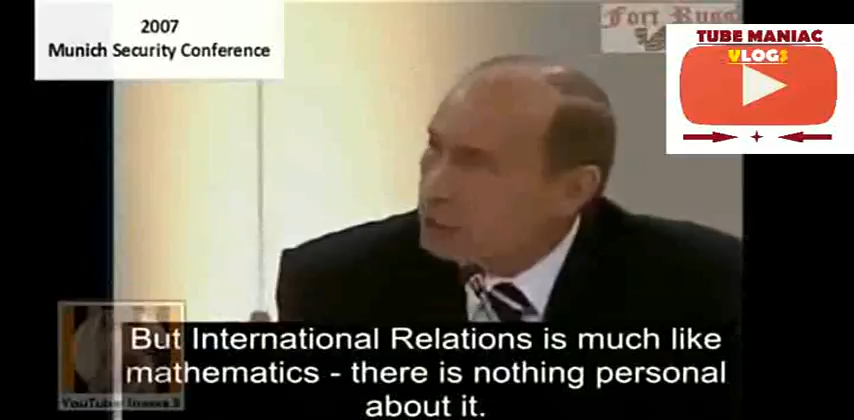 2007
Munich Security Conference
Fort Russ
TUBE MANIAC
VLOGS
But International Relations is much like
mathematics - there is nothing personal
about it.